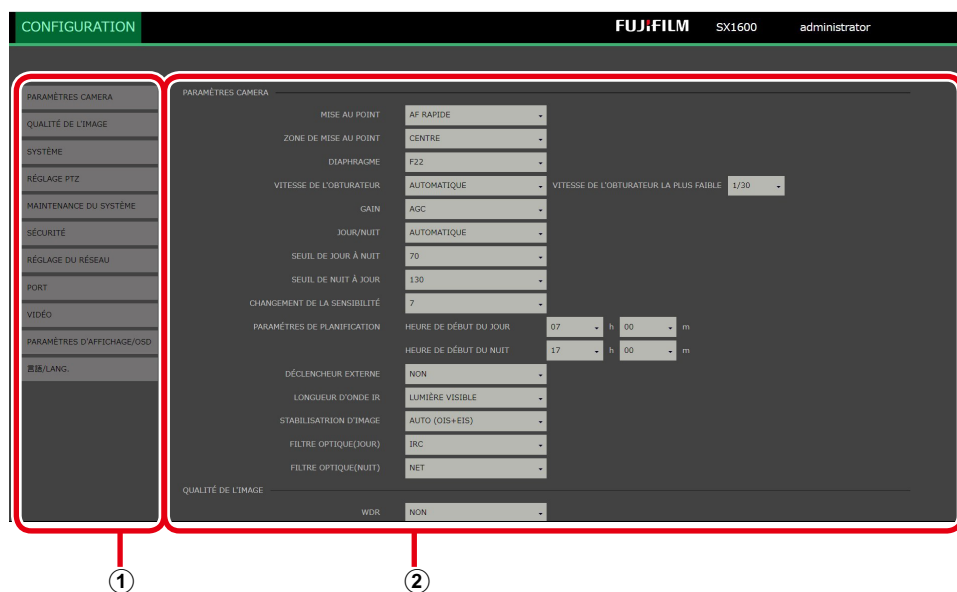 CONFIGURATION
FUJIFILM SX1600 administrator
PARAMÈTRES CAMERA
QUALITÉ DE L'IMAGE
SYSTÈME
RÉGLAGE PTZ
MAINTENANCE DU SYSTÈME
SÉCURITÉ
RÉGLAGE DU RÉSEAU
PORT
VIDÉO
PARAMÈTRES D'AFFICHAGE/OSD
言語/LANG.
PARAMÈTRES CAMERA
MISE AU POINT AF RAPIDE
ZONE DE MISE AU POINT CENTRE
DIAPHRAGME F22
VITESSE DE L'OBTURATEUR AUTOMATIQUE VITESSE DE L'OBTURATEUR LA PLUS FAIBLE 1/30
GAIN AGC
JOUR/NUIT AUTOMATIQUE
SEUIL DE JOUR À NUIT 70
SEUIL DE NUIT À JOUR 130
CHANGEMENT DE LA SENSIBILITÉ 7
PARAMÉTRES DE PLANIFICATION HEURE DE DÉBUT DU JOUR 07 h 00 m
HEURE DE DÉBUT DU NUIT 17 h 00 m
DÉCLENCHEUR EXTERNE NON
LONGUEUR D'ONDE IR LUMIÈRE VISIBLE
STABILISATRION D'IMAGE AUTO (OIS+EIS)
FILTRE OPTIQUE(JOUR) IRC
FILTRE OPTIQUE(NUIT) NET
QUALITÉ DE L'IMAGE
WDR NON
1 2